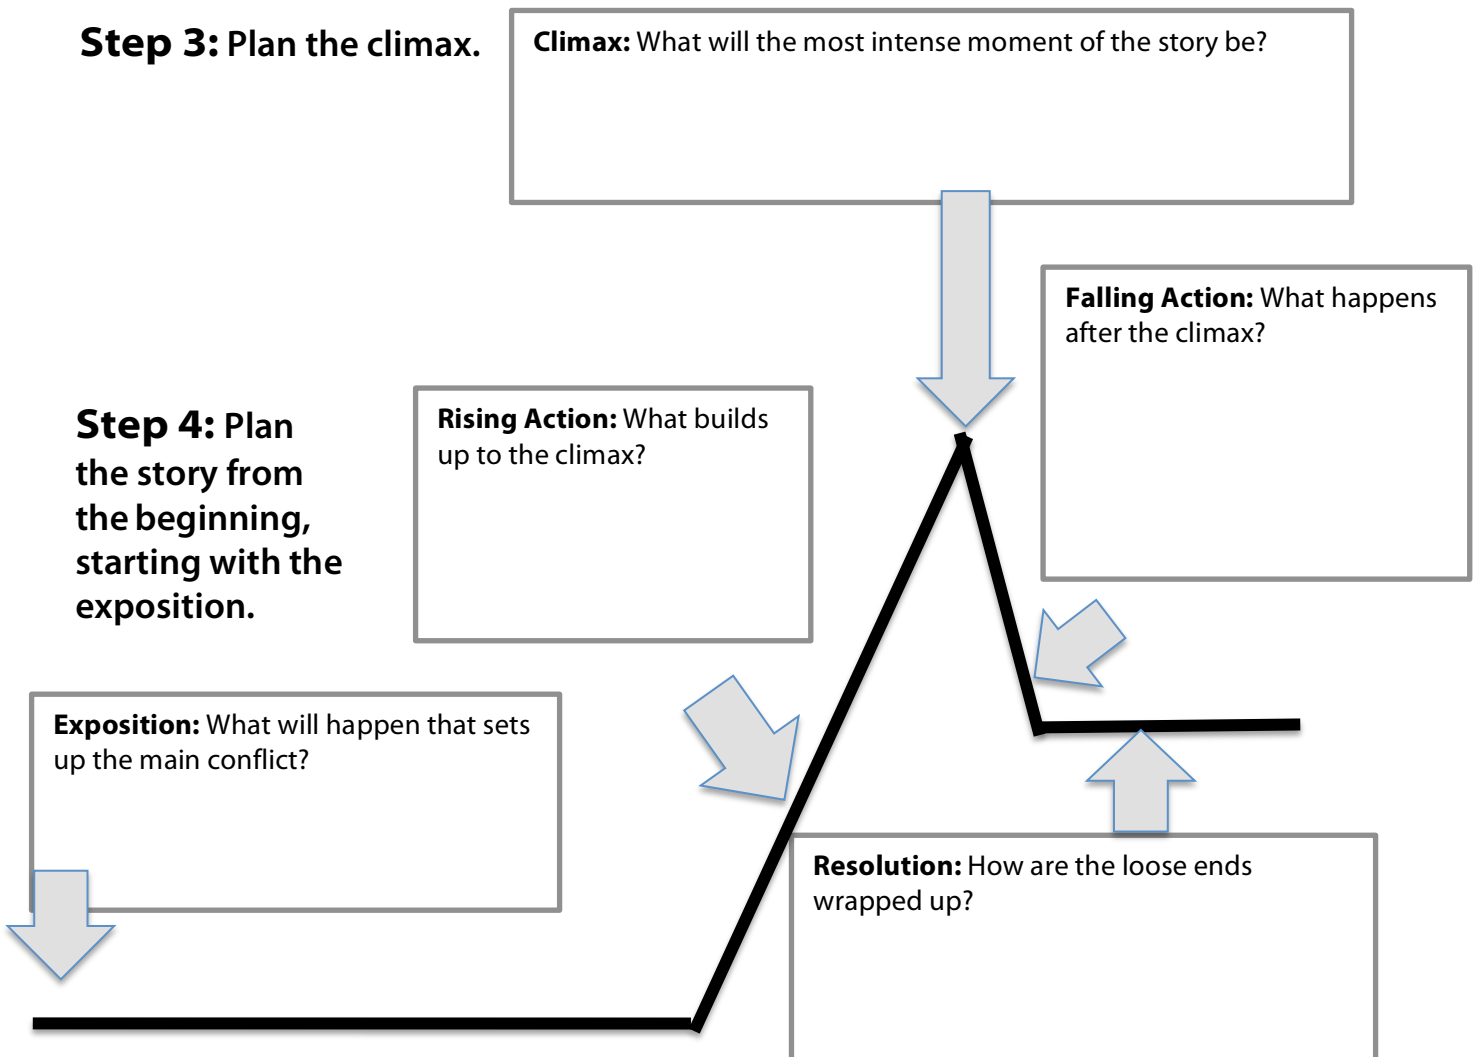 Step 3: Plan the climax.
Climax: What will the most intense moment of the story be?
Falling Action: What happens
after the climax?
Step 4: Plan
the story from
the beginning,
starting with the
exposition.
Rising Action: What builds
up to the climax?
Exposition: What will happen that sets
up the main conflict?
Resolution: How are the loose ends
wrapped up?